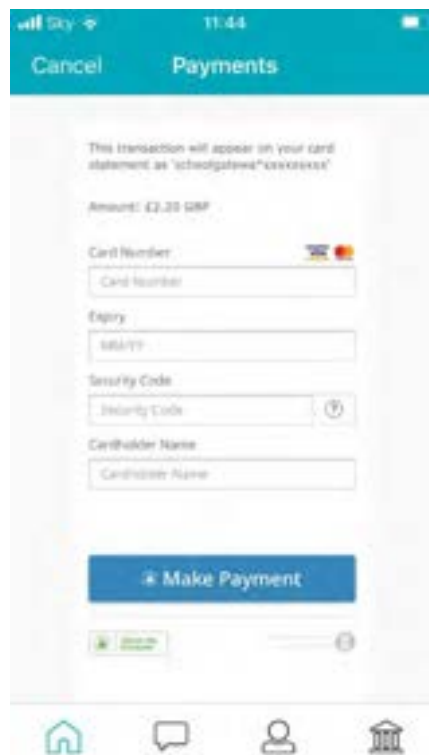 Sky 11:44
Cancel Payments
This transaction will appear on your card
statement as 'schoolgatewa*xxxxxxxxx'
Amount: £2.20 GBP
Card Number
Card Number
Expiry
MM/YY
Security Code
Security Code
Cardholder Name
Cardholder Name
Make Payment